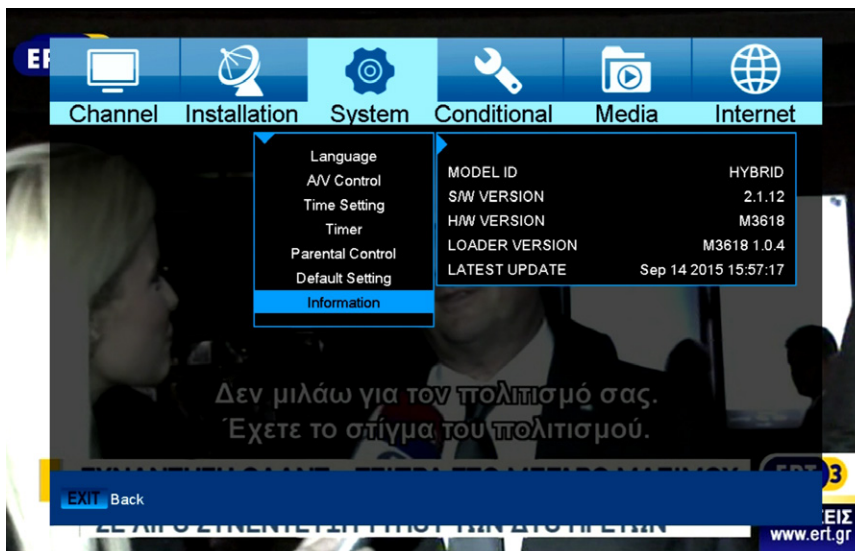 Channel Installation System Conditional Media Internet
Language
A/V Control
Time Setting
Timer
Parental Control
Default Setting
Information
MODEL ID HYBRID
S/W VERSION 2.1.12
H/W VERSION M3618
LOADER VERSION M3618 1.0.4
LATEST UPDATE Sep 14 2015 15:57:17
Δεν μιλάω για τον πολιτισμό σας.
Έχετε το στίγμα του πολιτισμού.
3
EXIT Back
www.ert.gr